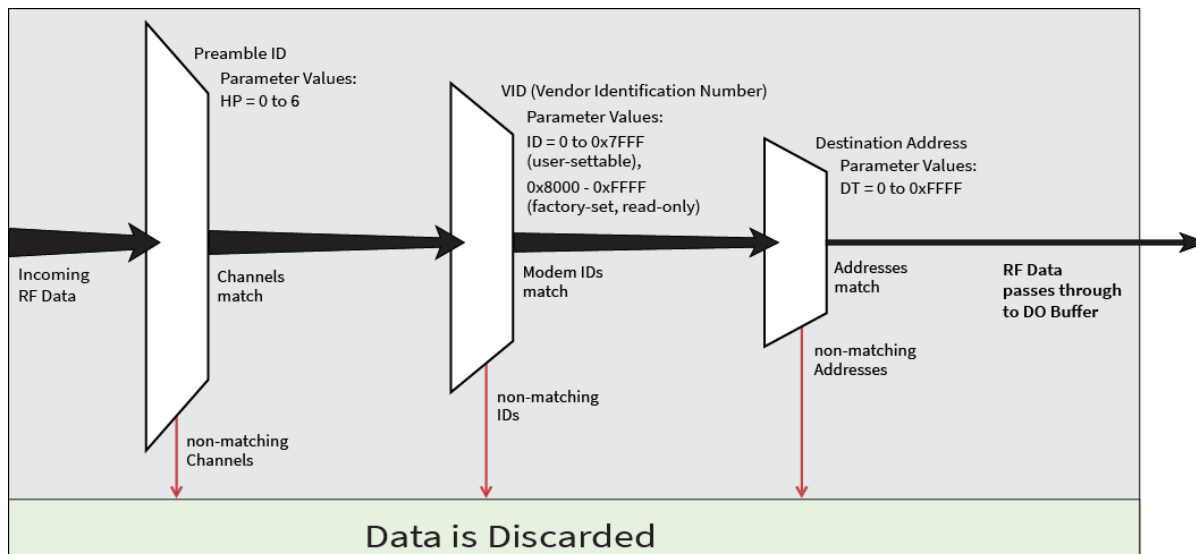 Preamble ID
Parameter Values:
HP = 0 to 6
VID (Vendor Identification Number)
Parameter Values:
ID = 0 to 0x7FFF
(user-settable),
0x8000 - 0xFFFF
(factory-set, read-only)
Destination Address
Parameter Values:
DT = 0 to 0xFFFF
Incoming
RF Data
Channels
match
Modem IDs
match
Addresses
match
RF Data
passes through
to DO Buffer
non-matching
Channels
non-matching
IDs
non-matching
Addresses
Data is Discarded